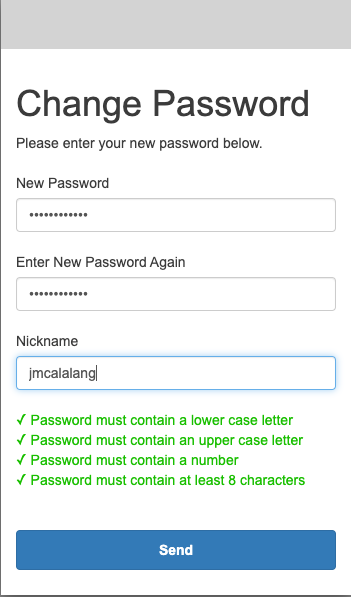 Change Password
Please enter your new password below.
New Password
••••••••••••
Enter New Password Again
••••••••••••
Nickname
jmcalalang
✓ Password must contain a lower case letter
✓ Password must contain an upper case letter
✓ Password must contain a number
✓ Password must contain at least 8 characters
Send